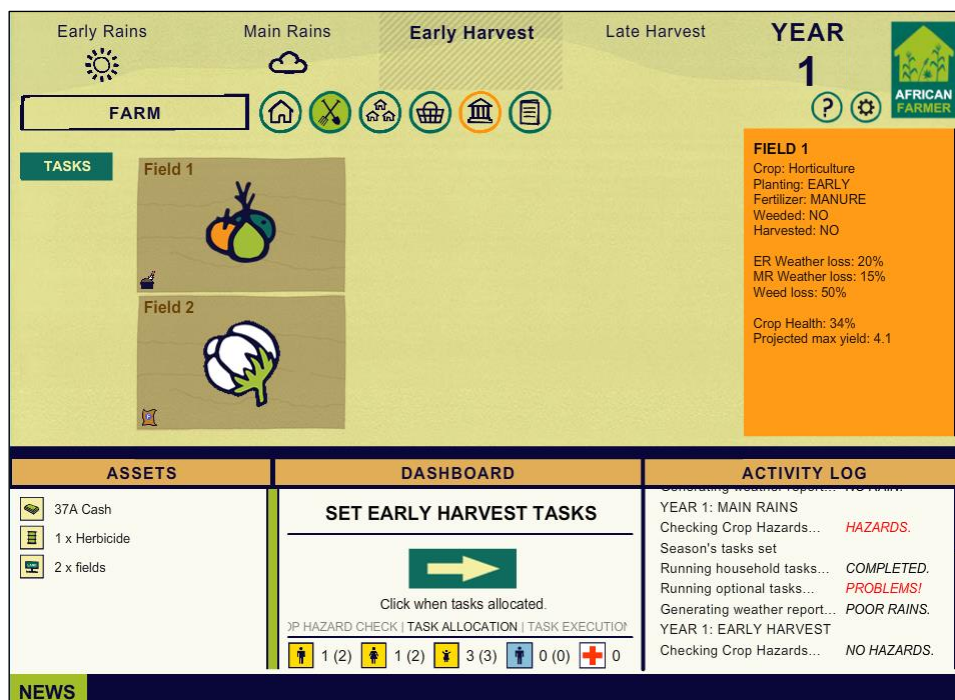 Early Rains
Main Rains
Early Harvest
Late Harvest
YEAR
1
AFRICAN
FARMER
FARM
?
TASKS
Field 1
Field 2
FIELD 1
Crop: Horticulture
Planting: EARLY
Fertilizer: MANURE
Weeded: NO
Harvested: NO
ER Weather loss: 20%
MR Weather loss: 15%
Weed loss: 50%
Crop Health: 34%
Projected max yield: 4.1
ASSETS
37A Cash
1 x Herbicide
2 x fields
DASHBOARD
SET EARLY HARVEST TASKS
Click when tasks allocated.
OP HAZARD CHECK | TASK ALLOCATION | TASK EXECUTION
1 (2) 1 (2) 3 (3) 0 (0) 0
ACTIVITY LOG
Generating weather report... NO RAIN.
YEAR 1: MAIN RAINS
Checking Crop Hazards... HAZARDS.
Season's tasks set
Running household tasks... COMPLETED.
Running optional tasks... PROBLEMS!
Generating weather report... POOR RAINS.
YEAR 1: EARLY HARVEST
Checking Crop Hazards... NO HAZARDS.
NEWS